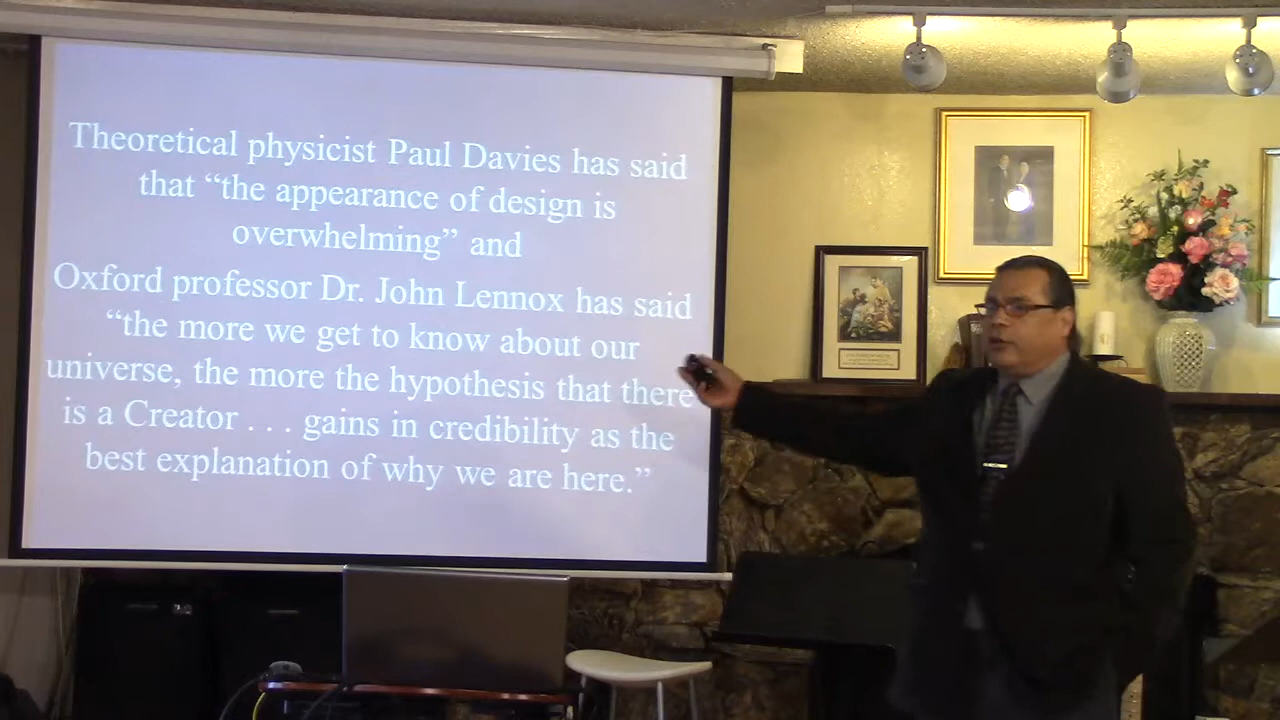 Theoretical physicist Paul Davies has said
that “the appearance of design is
overwhelming” and
Oxford professor Dr. John Lennox has said
“the more we get to know about our
universe, the more the hypothesis that there
is a Creator . . . gains in credibility as the
best explanation of why we are here.”